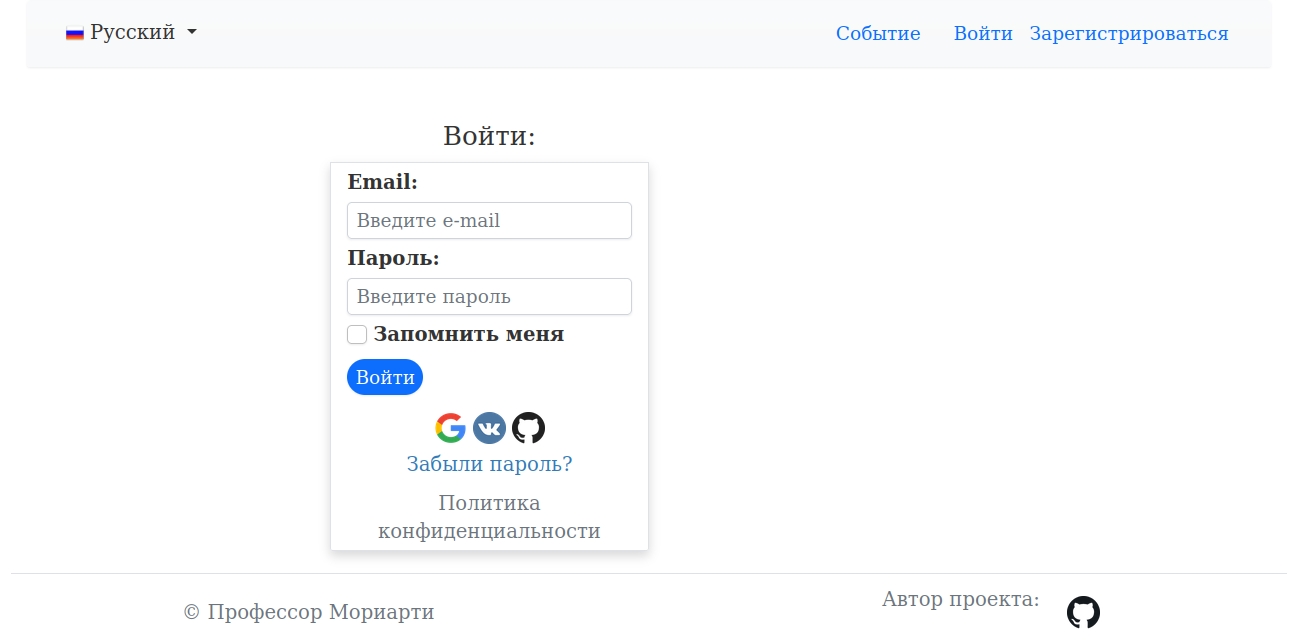 Русский
Событие Войти Зарегистрироваться
Войти:
Email:
Введите e-mail
Пароль:
Введите пароль
Запомнить меня
Войти
Забыли пароль?
Политика
конфиденциальности
© Профессор Мориарти
Автор проекта: